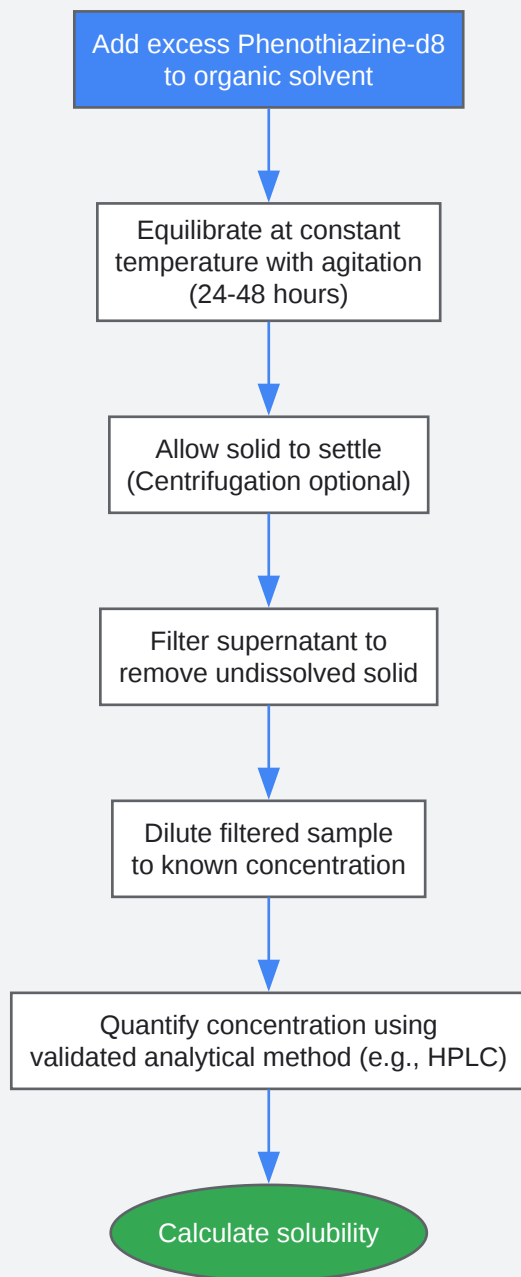 Add excess Phenothiazine-d8
to organic solvent
Equilibrate at constant
temperature with agitation
(24-48 hours)
Allow solid to settle
(Centrifugation optional)
Filter supernatant to
remove undissolved solid
Dilute filtered sample
to known concentration
Quantify concentration using
validated analytical method (e.g., HPLC)
Calculate solubility